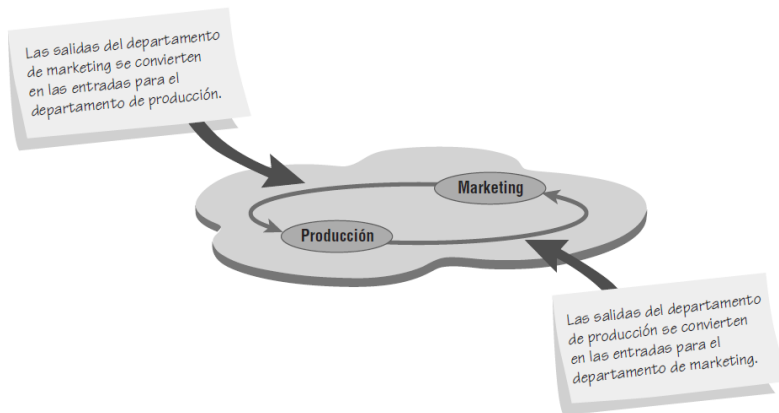 Las salidas del departamento
de marketing se convierten
en las entradas para el
departamento de producción.
Marketing
Producción
Las salidas del departamento
de producción se convierten
en las entradas para el
departamento de marketing.